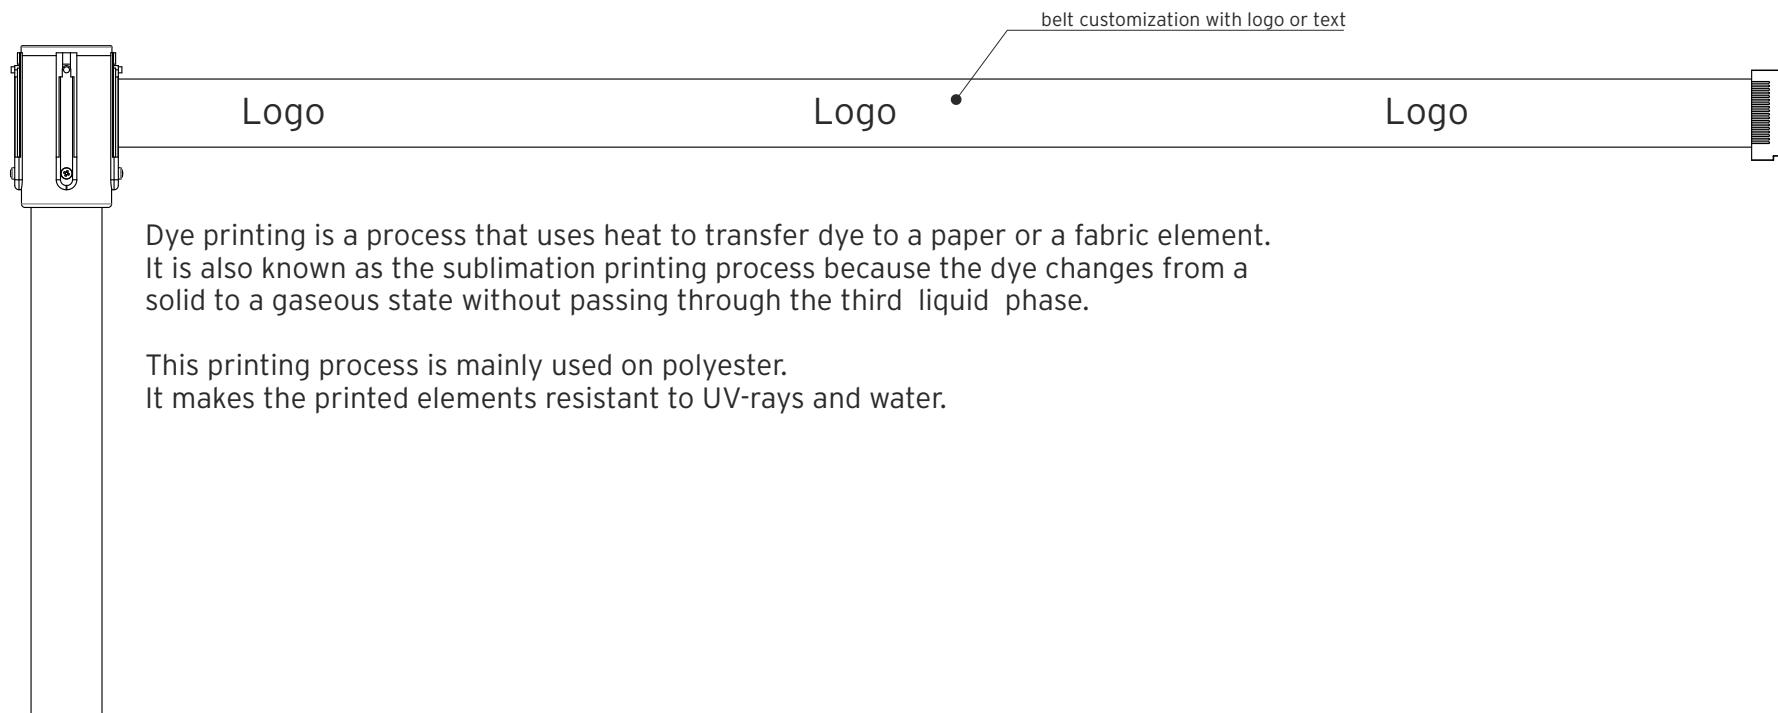 belt customization with logo or text
Logo Logo Logo
Dye printing is a process that uses heat to transfer dye to a paper or a fabric element.
It is also known as the sublimation printing process because the dye changes from a
solid to a gaseous state without passing through the third liquid phase.
This printing process is mainly used on polyester.
It makes the printed elements resistant to UV-rays and water.